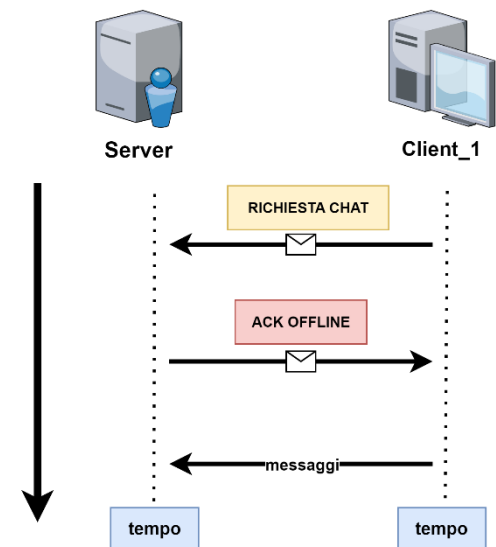 Server
Client_1
RICHIESTA CHAT
ACK OFFLINE
messaggi
tempo
tempo